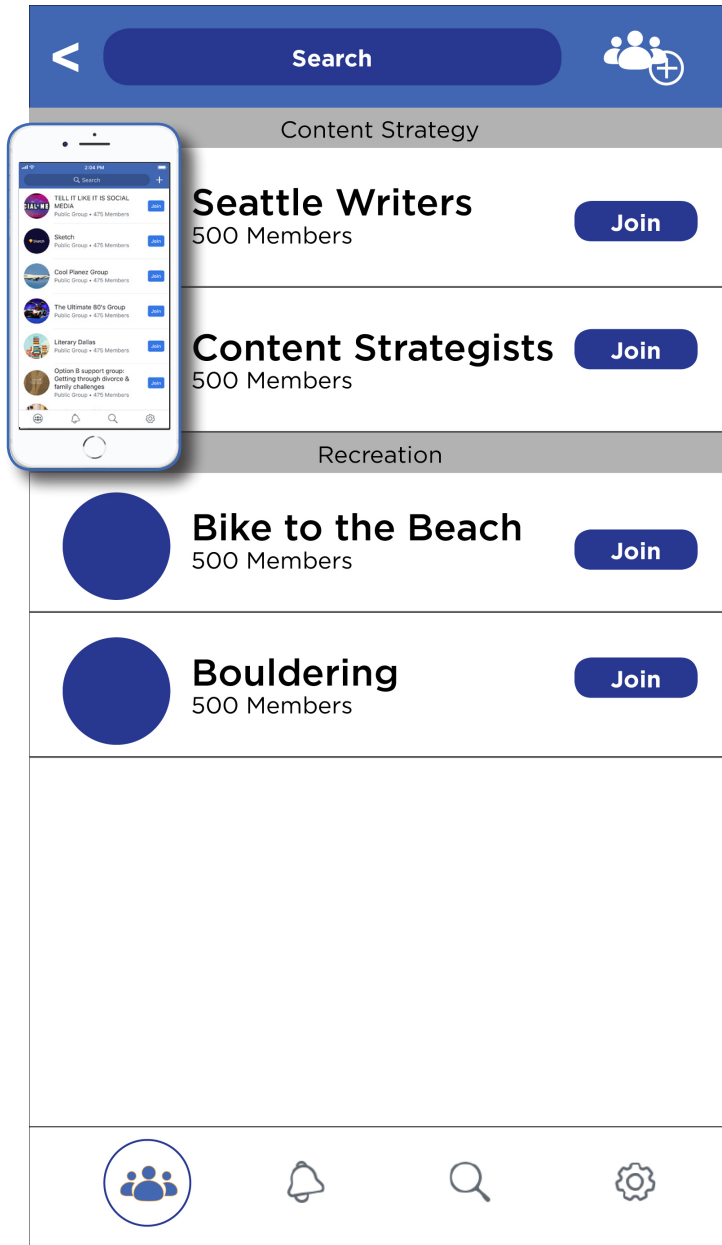 <
Search
Content Strategy
Seattle Writers
500 Members
Join
Content Strategists
500 Members
Join
Recreation
Bike to the Beach
500 Members
Join
Bouldering
500 Members
Join
2:04 PM
Search
TELL IT LIKE IT IS SOCIAL
MEDIA
Public Group • 475 Members
Join
Sketch
Public Group • 475 Members
Join
Cool Planez Group
Public Group • 475 Members
Join
The Ultimate 80's Group
Public Group • 475 Members
Join
Literary Dallas
Public Group • 475 Members
Join
Option B support group:
Getting through divorce &
family challenges
Public Group • 475 Members
Join